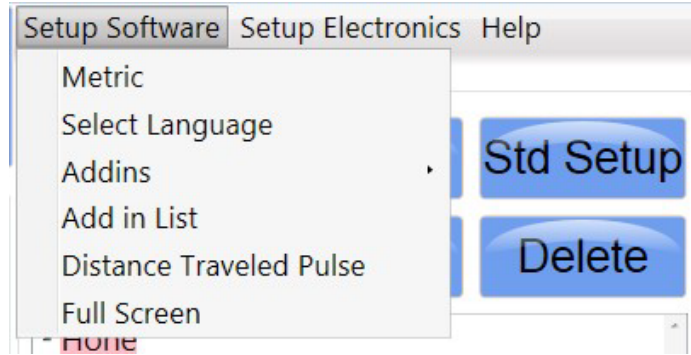 Setup Software Setup Electronics Help
Metric
Select Language
Addins
Add in List
Distance Traveled Pulse
Full Screen
Std Setup
Delete
- Hone